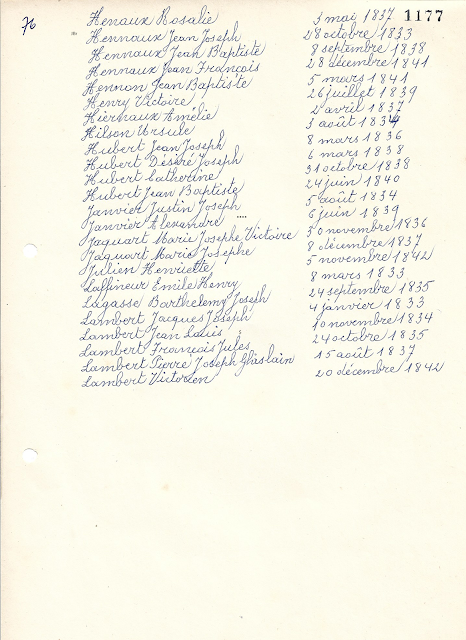 76 1177
Henaux Rosalie 3 mai 1837
Hennaux Jean Joseph 28 octobre 1833
Hennaux Jean Baptiste 8 septembre 1838
Hennaux Jean François 28 décembre 1841
Hennon Jean Baptiste 5 mars 1841
Henry Victoire 26 juillet 1839
Hiernaux Amélie 2 avril 1837
Hilson Ursule 3 août 1834
Hubert Jean Joseph 8 mars 1836
Hubert Désiré Joseph 6 mars 1838
Hubert Catherine 31 octobre 1838
Hubert Jean Baptiste 24 juin 1840
Janvier Justin Joseph 5 août 1834
Janvier Alexandre .... 6 juin 1839
Jaquart Marie Josephe Victoire 30 novembre 1836
Jaquart Marie Josephe 8 décembre 1837
Julien Henriette 5 novembre 1842
Laffineur Emile Henry 8 mars 1833
Lagasse Barthelemy Joseph 24 septembre 1835
Lambert Jacques Joseph 4 janvier 1833
Lambert Jean Louis 10 novembre 1834
Lambert François Jules 24 octobre 1835
Lambert Pierre Joseph Ghislain 15 août 1837
Lambert Victorien 20 décembre 1842